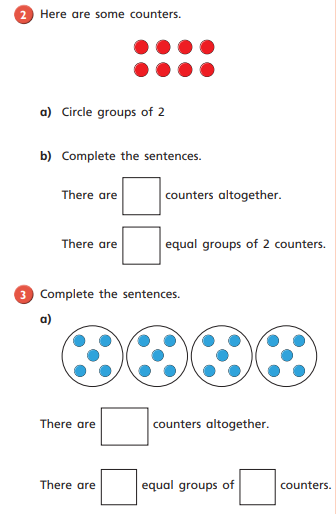 2 Here are some counters.
a) Circle groups of 2
b) Complete the sentences.
There are counters altogether.
There are equal groups of 2 counters.
3 Complete the sentences.
a)
There are counters altogether.
There are equal groups of counters.